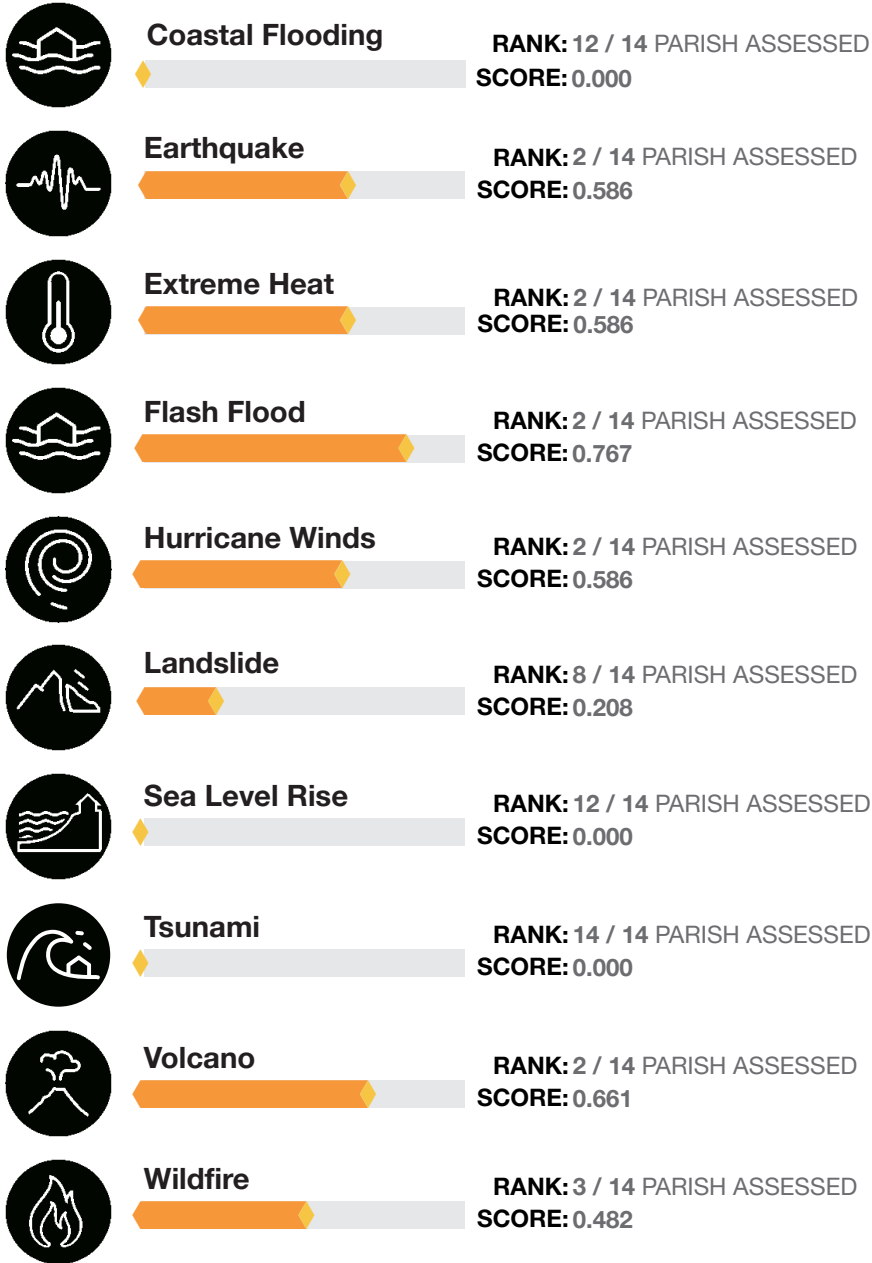 Coastal Flooding
RANK: 12 / 14 PARISH ASSESSED
SCORE: 0.000
Earthquake
RANK: 2 / 14 PARISH ASSESSED
SCORE: 0.586
Extreme Heat
RANK: 2 / 14 PARISH ASSESSED
SCORE: 0.586
Flash Flood
RANK: 2 / 14 PARISH ASSESSED
SCORE: 0.767
Hurricane Winds
RANK: 2 / 14 PARISH ASSESSED
SCORE: 0.586
Landslide
RANK: 8 / 14 PARISH ASSESSED
SCORE: 0.208
Sea Level Rise
RANK: 12 / 14 PARISH ASSESSED
SCORE: 0.000
Tsunami
RANK: 14 / 14 PARISH ASSESSED
SCORE: 0.000
Volcano
RANK: 2 / 14 PARISH ASSESSED
SCORE: 0.661
Wildfire
RANK: 3 / 14 PARISH ASSESSED
SCORE: 0.482